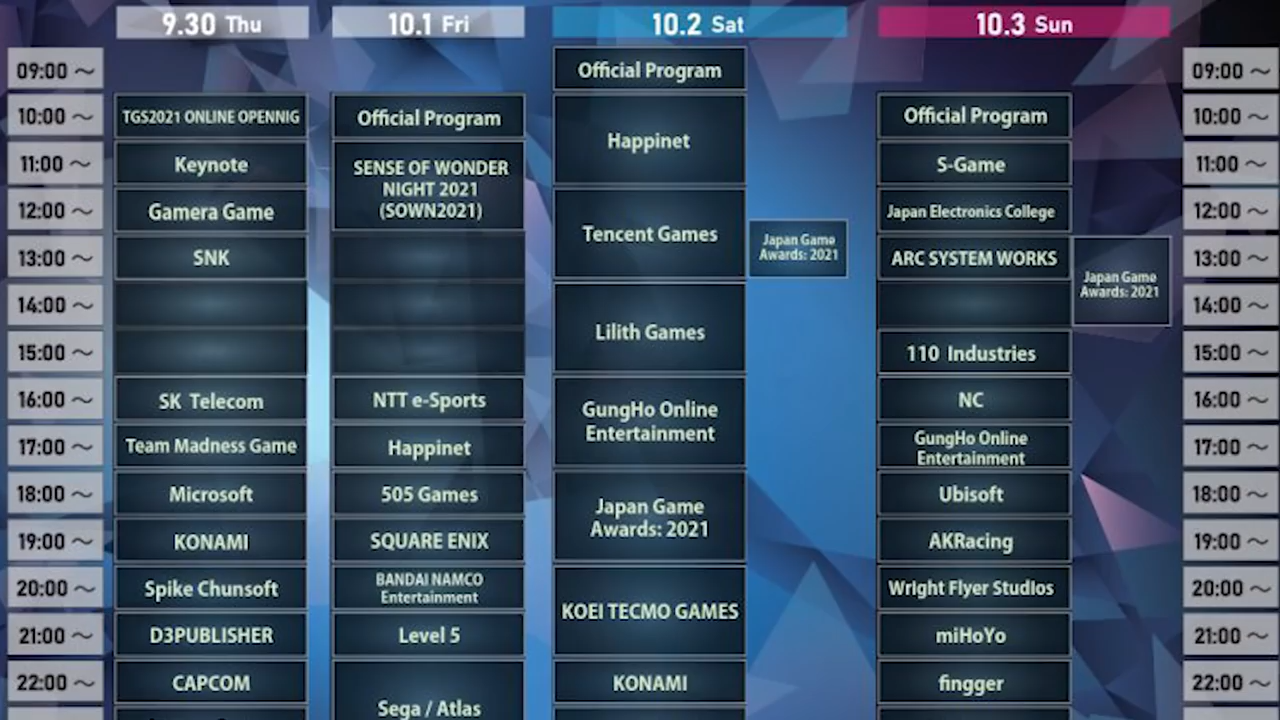 9.30 Thu
10.1 Fri
10.2 Sat
10.3 Sun
09:00 ～
Official Program
09:00 ～
10:00 ～
TGS2021 ONLINE OPENNIG
Official Program
Happinet
Official Program
10:00 ～
11:00 ～
Keynote
SENSE OF WONDER
NIGHT 2021
(SOWN2021)
S-Game
11:00 ～
12:00 ～
Gamera Game
Tencent Games
Japan Game
Awards: 2021
Japan Electronics College
12:00 ～
13:00 ～
SNK
ARC SYSTEM WORKS
Japan Game
Awards: 2021
13:00 ～
14:00 ～
Lilith Games
14:00 ～
15:00 ～
110 Industries
15:00 ～
16:00 ～
SK Telecom
NTT e-Sports
GungHo Online
Entertainment
NC
16:00 ～
17:00 ～
Team Madness Game
Happinet
GungHo Online
Entertainment
17:00 ～
18:00 ～
Microsoft
505 Games
Japan Game
Awards: 2021
Ubisoft
18:00 ～
19:00 ～
KONAMI
SQUARE ENIX
AKRacing
19:00 ～
20:00 ～
Spike Chunsoft
BANDAI NAMCO
Entertainment
KOEI TECMO GAMES
Wright Flyer Studios
20:00 ～
21:00 ～
D3PUBLISHER
Level 5
miHoYo
21:00 ～
22:00 ～
CAPCOM
Sega / Atlas
KONAMI
fingger
22:00 ～